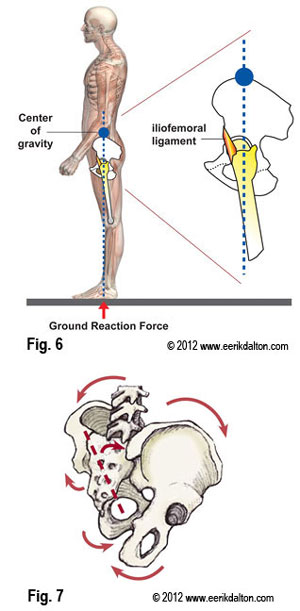 Center
of
gravity
iliofemoral
ligament
Ground Reaction Force
Fig. 6
© 2012 www.eerikdalton.com
Fig. 7
© 2012 www.eerikdalton.com